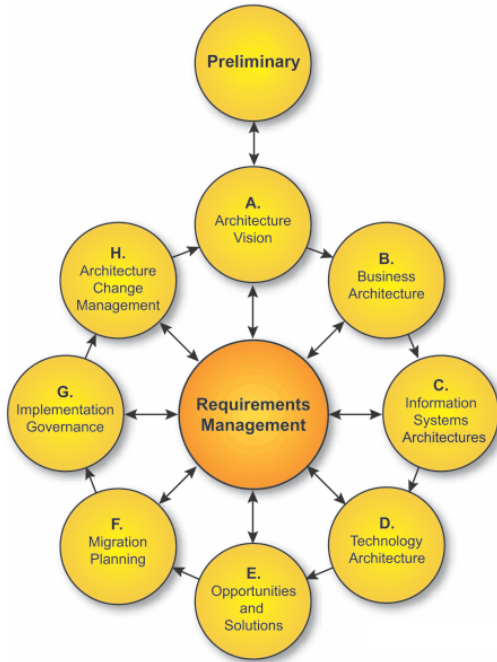 Preliminary
A.
Architecture
Vision
B.
Business
Architecture
C.
Information
Systems
Architectures
D.
Technology
Architecture
E.
Opportunities
and
Solutions
F.
Migration
Planning
G.
Implementation
Governance
H.
Architecture
Change
Management
Requirements
Management